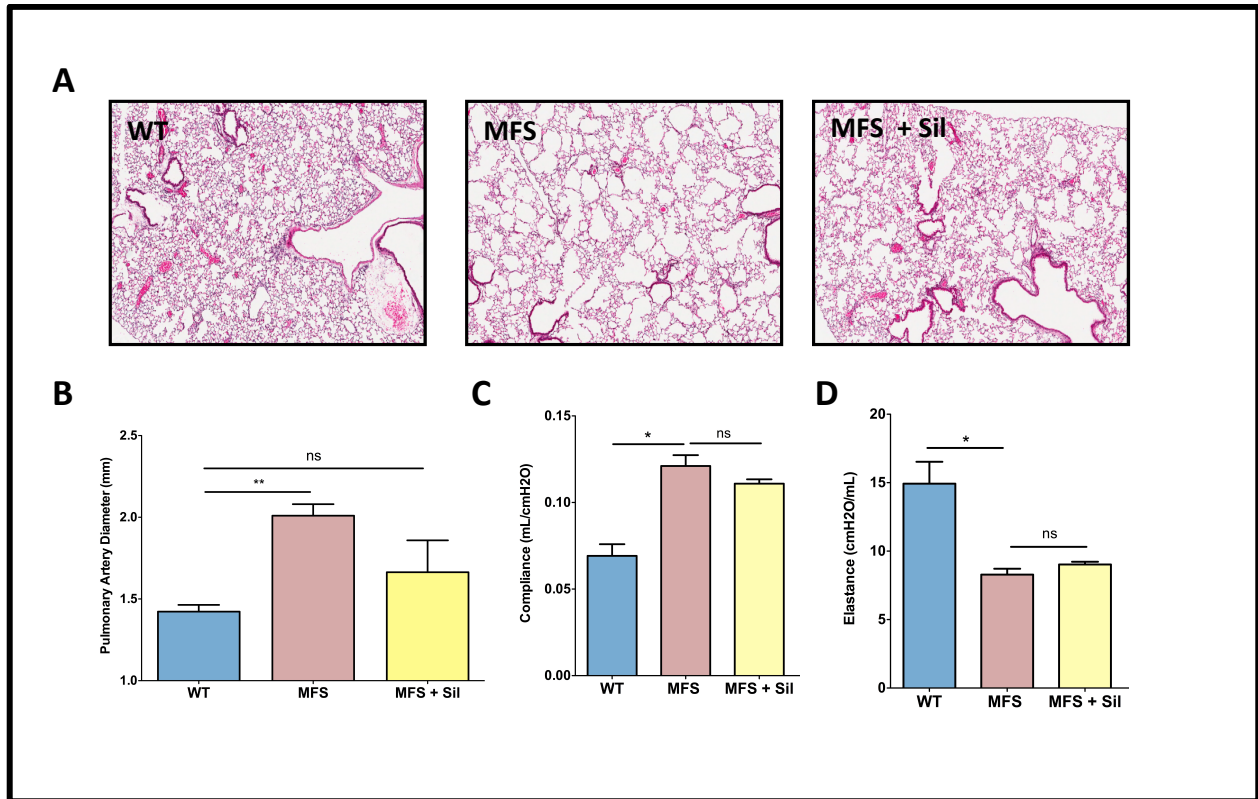 A
WT
MFS
MFS + Sil
B
Pulmonary Artery Diameter (mm)
2.5
2.0
1.5
1.0
ns
**
WT
MFS
MFS + Sil
C
Compliance (mL/cmH2O)
0.15
0.10
0.05
0.00
*
ns
WT
MFS
MFS + Sil
D
Elastance (cmH2O/mL)
20
15
10
5
0
*
ns
WT
MFS
MFS + Sil